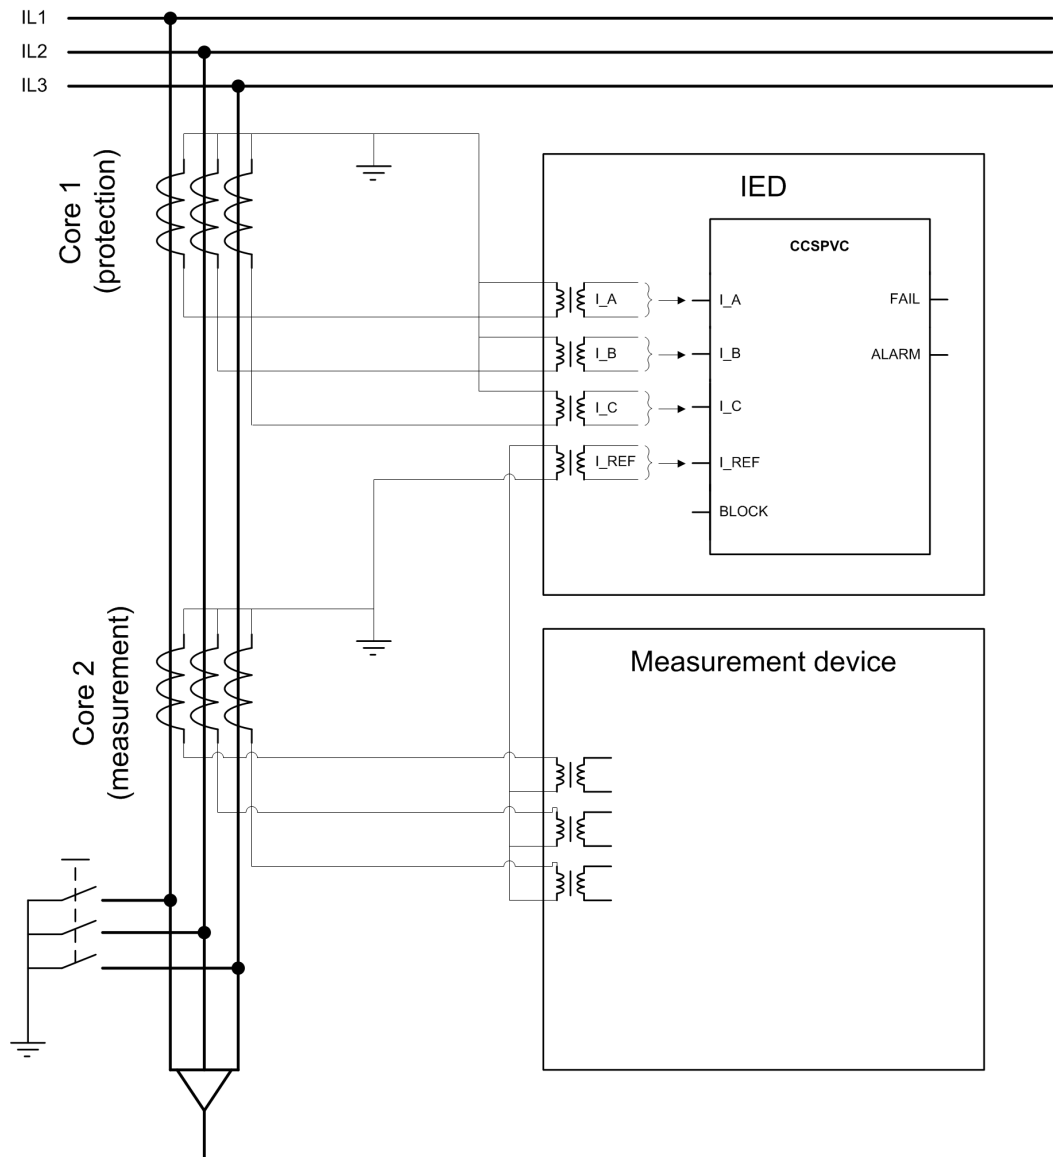 IL1
IL2
IL3
Core 1
(protection)
IED
CCSPVC
I_A
I_A
FAIL
I_B
I_B
ALARM
I_C
I_C
I_REF
I_REF
BLOCK
Core 2
(measurement)
Measurement device